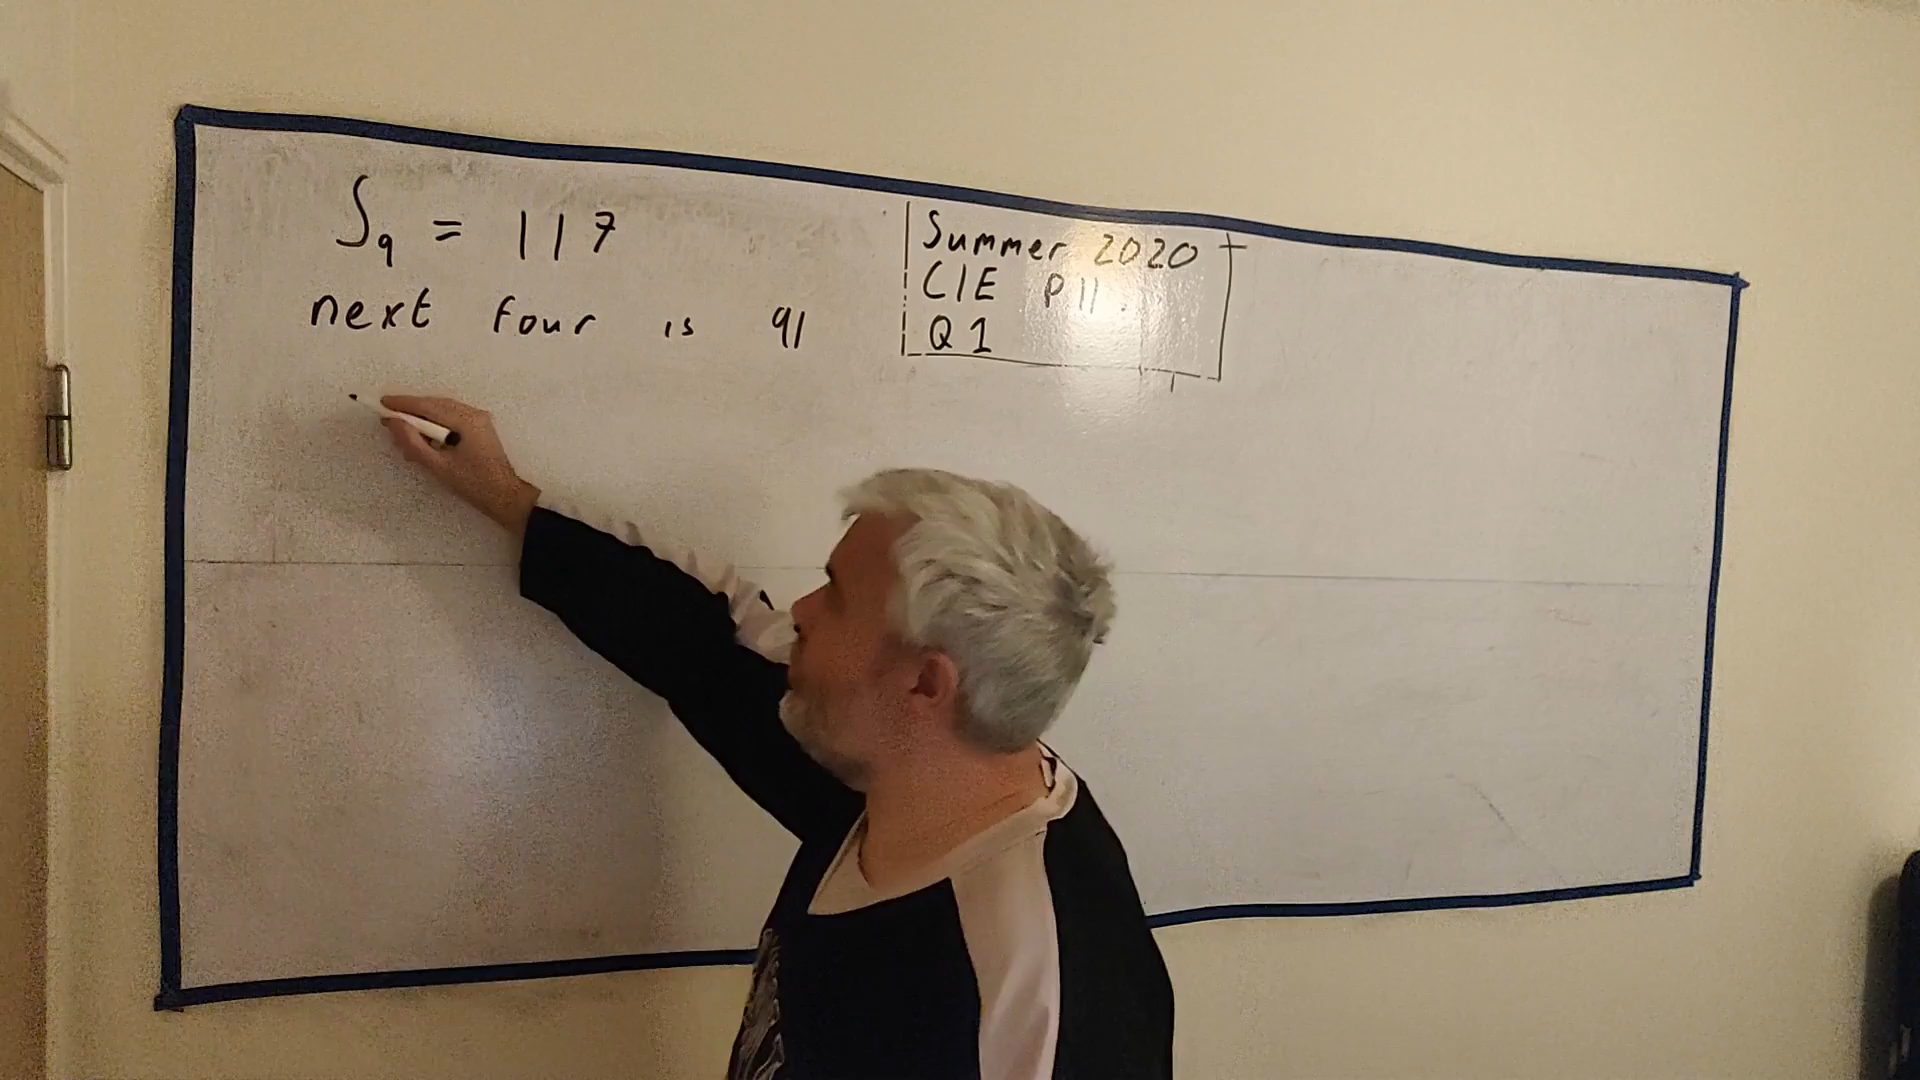 S₉ = 117
next four is 91
Summer 2020
CIE P11.
Q1